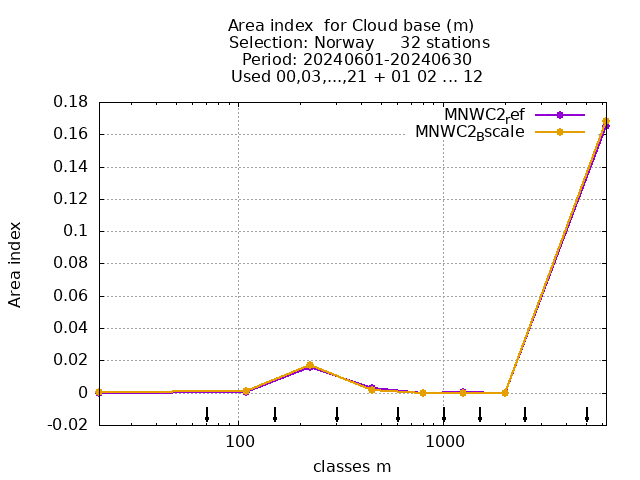 Area index  for Cloud base (m)
Selection: Norway     32 stations
Period: 20240601-20240630
Used 00,03,...,21 + 01 02 ... 12
MNWC2ref
MNWC2Bscale
Area index
0.18
0.16
0.14
0.12
0.1
0.08
0.06
0.04
0.02
0
-0.02
100
1000
classes m